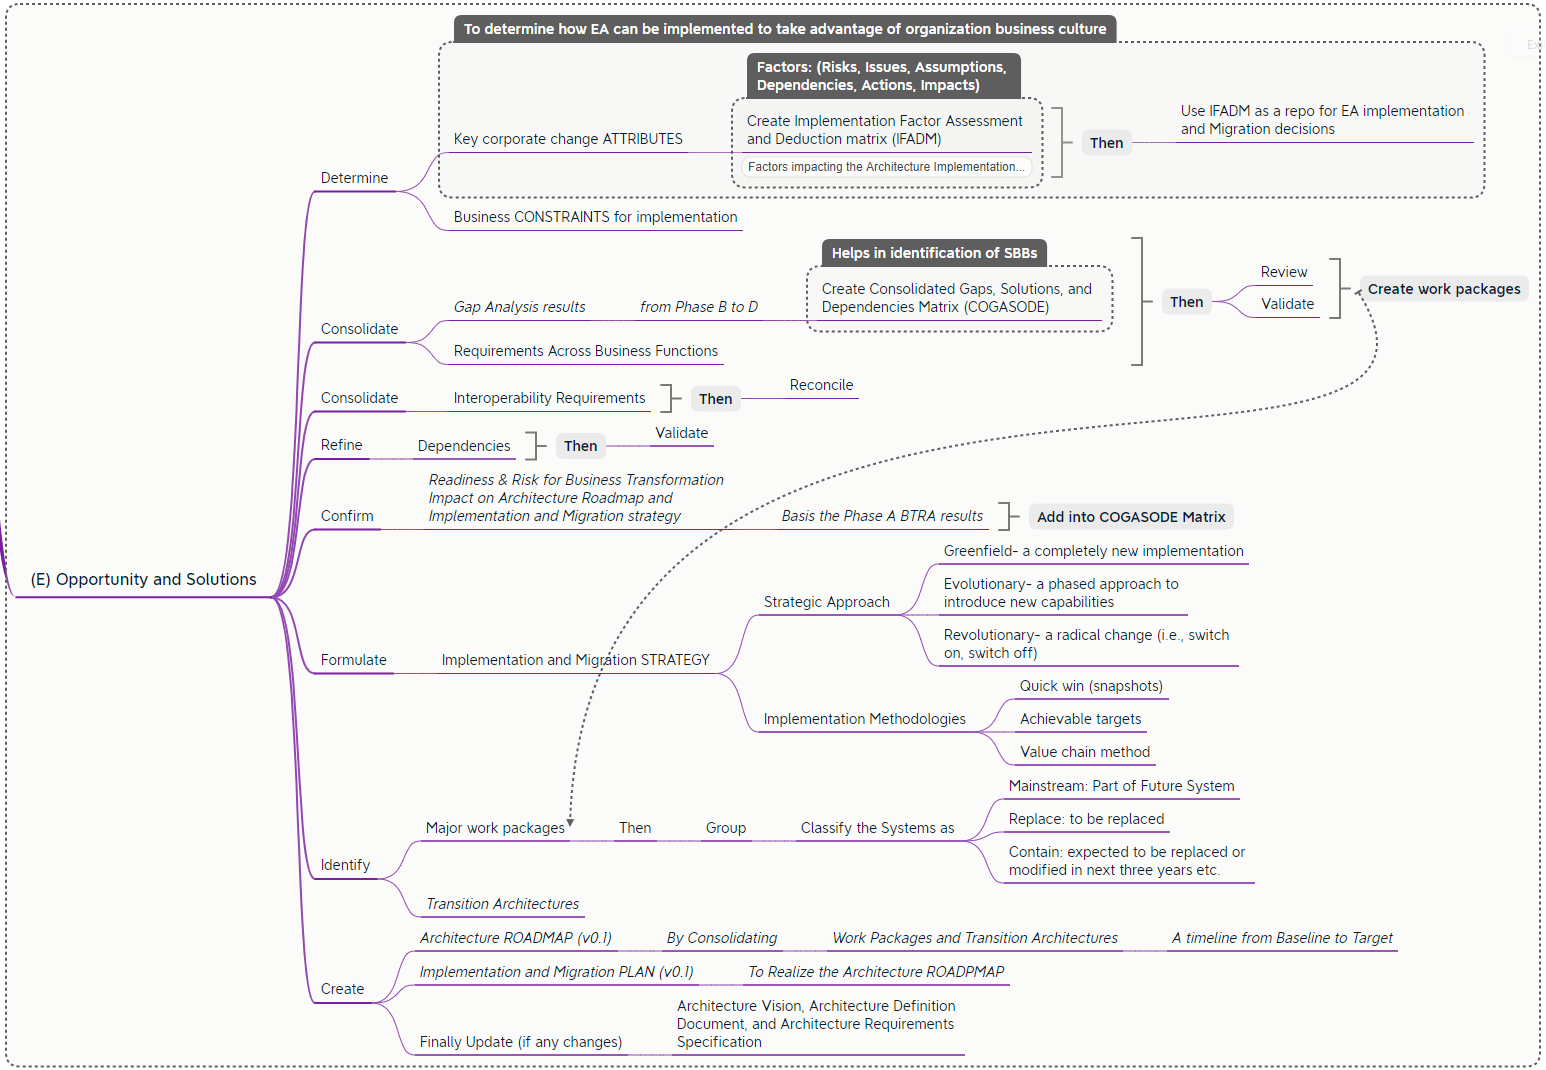 To determine how EA can be implemented to take advantage of organization business culture
Factors: (Risks, Issues, Assumptions,
Dependencies, Actions, Impacts)
Key corporate change ATTRIBUTES
Create Implementation Factor Assessment
and Deduction matrix (IFADM)
Factors impacting the Architecture Implementation...
Then
Use IFADM as a repo for EA implementation
and Migration decisions
Determine
Business CONSTRAINTS for implementation
Helps in identification of SBBs
Consolidate
Gap Analysis results
from Phase B to D
Create Consolidated Gaps, Solutions, and
Dependencies Matrix (COGASODE)
Requirements Across Business Functions
Then
Review
Validate
Create work packages
Consolidate
Interoperability Requirements
Then
Reconcile
Refine
Dependencies
Then
Validate
Confirm
Readiness & Risk for Business Transformation
Impact on Architecture Roadmap and
Implementation and Migration strategy
Basis the Phase A BTRA results
Add into COGASODE Matrix
(E) Opportunity and Solutions
Formulate
Implementation and Migration STRATEGY
Strategic Approach
Greenfield- a completely new implementation
Evolutionary- a phased approach to
introduce new capabilities
Revolutionary- a radical change (i.e., switch
on, switch off)
Implementation Methodologies
Quick win (snapshots)
Achievable targets
Value chain method
Identify
Major work packages
Then
Group
Classify the Systems as
Mainstream: Part of Future System
Replace: to be replaced
Contain: expected to be replaced or
modified in next three years etc.
Transition Architectures
Create
Architecture ROADMAP (v0.1)
By Consolidating
Work Packages and Transition Architectures
A timeline from Baseline to Target
Implementation and Migration PLAN (v0.1)
To Realize the Architecture ROADPMAP
Finally Update (if any changes)
Architecture Vision, Architecture Definition
Document, and Architecture Requirements
Specification